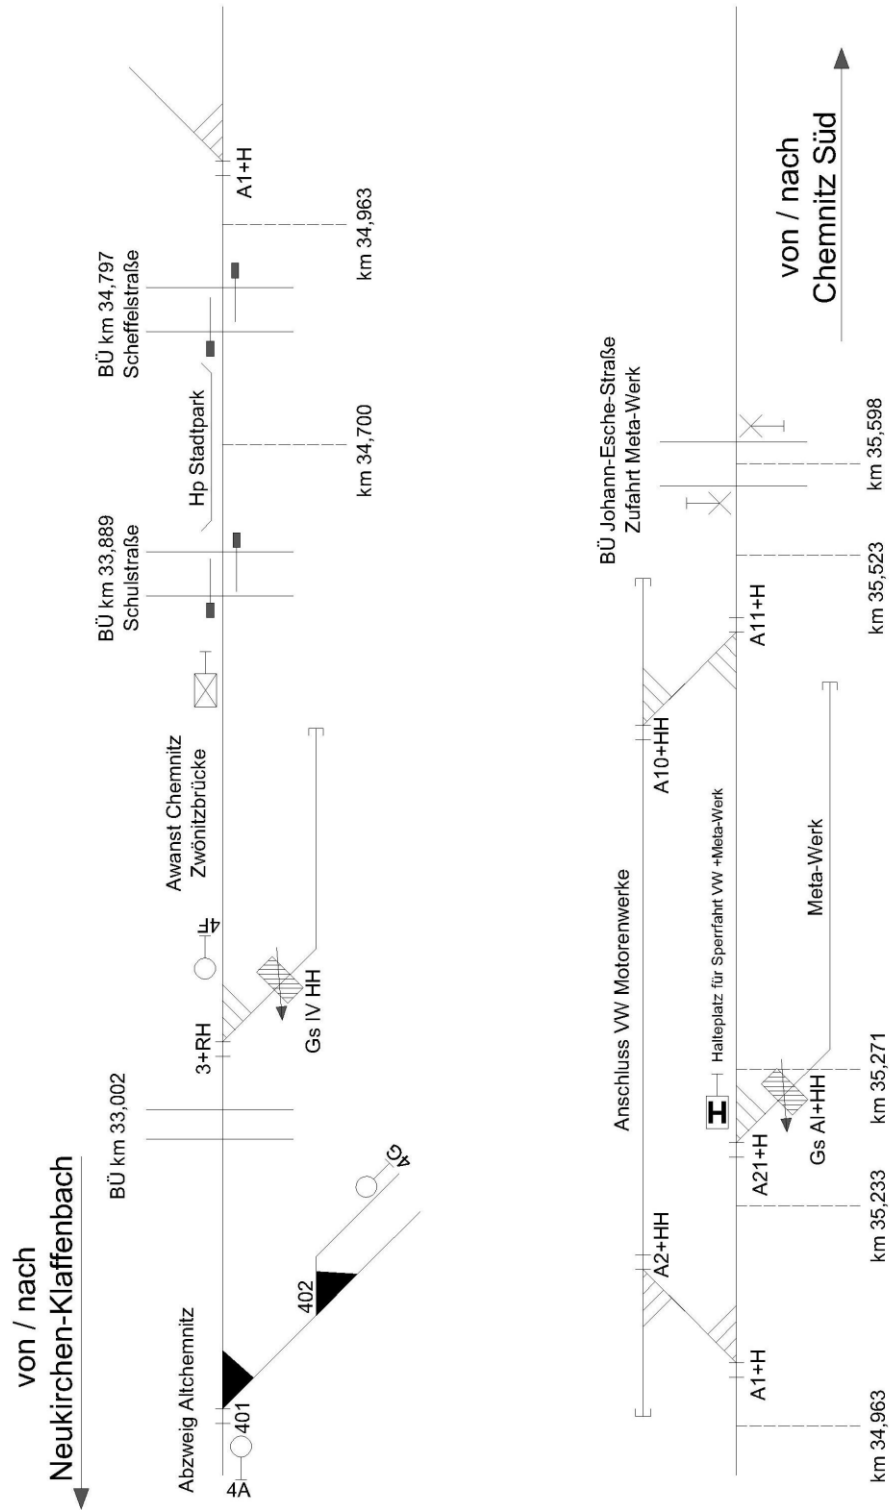 von / nach
Neukirchen-Klaffenbach
Abzweig Altchemnitz
4A
401
402
4G
BÜ km 33,002
3+RH
4F
Gs IV HH
Awanst Chemnitz
Zwönitzbrücke
BÜ km 33,889
Schulstraße
Hp Stadtpark
km 34,700
BÜ km 34,797
Scheffelstraße
km 34,963
A1+H
km 34,963
A1+H
A2+HH
km 35,233
A21+H
Gs AI+HH
km 35,271
Anschluss VW Motorenwerke
H
Halteplatz für Sperrfahrt VW +Meta-Werk
Meta-Werk
A10+HH
A11+H
km 35,523
BÜ Johann-Esche-Straße
Zufahrt Meta-Werk
km 35,598
von / nach
Chemnitz Süd